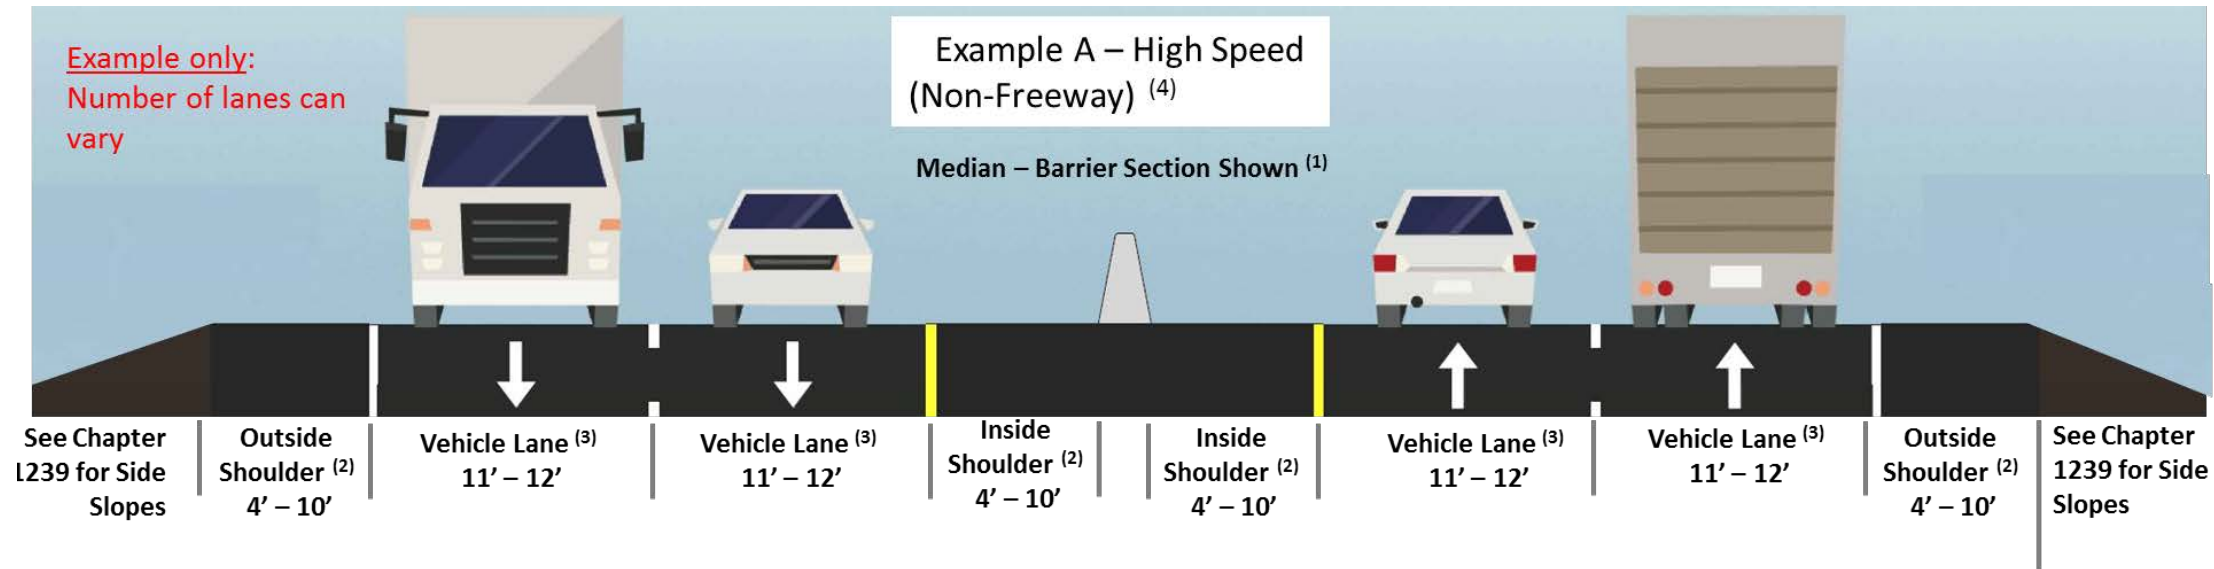 Example only:
Number of lanes can
vary
Example A – High Speed
(Non-Freeway) (4)
Median – Barrier Section Shown (1)
See Chapter
1239 for Side
Slopes
Outside
Shoulder (2)
4’ – 10’
Vehicle Lane (3)
11’ – 12’
Vehicle Lane (3)
11’ – 12’
Inside
Shoulder (2)
4’ – 10’
Inside
Shoulder (2)
4’ – 10’
Vehicle Lane (3)
11’ – 12’
Vehicle Lane (3)
11’ – 12’
Outside
Shoulder (2)
4’ – 10’
See Chapter
1239 for Side
Slopes